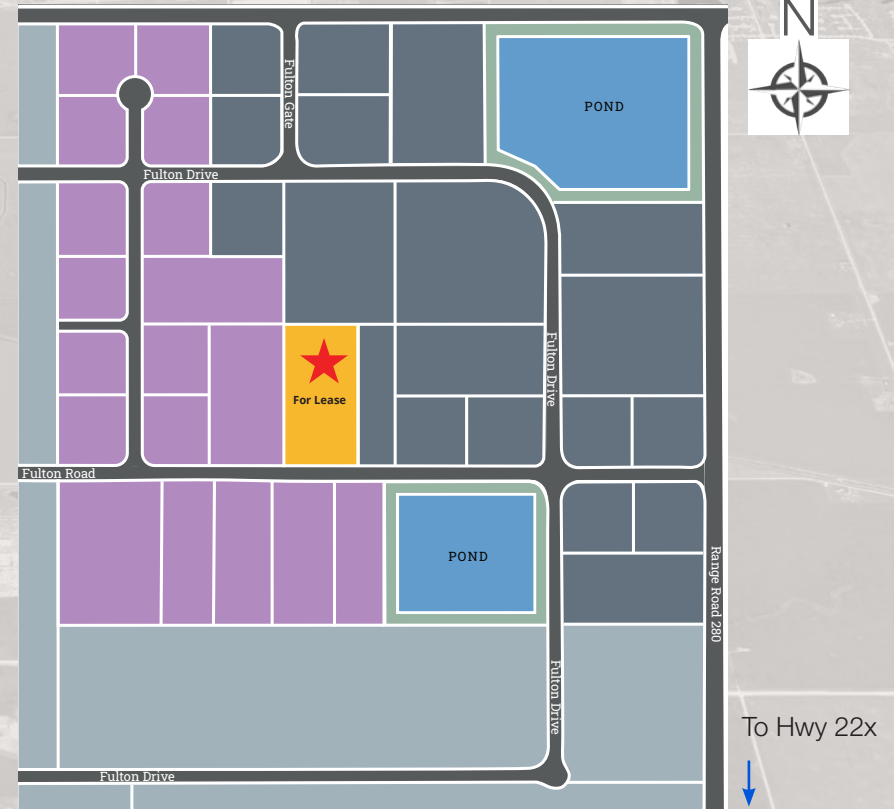 N
Fulton Gate
POND
Fulton Drive
Fulton Drive
For Lease
Fulton Road
POND
Range Road 280
Fulton Drive
To Hwy 22x
Fulton Drive